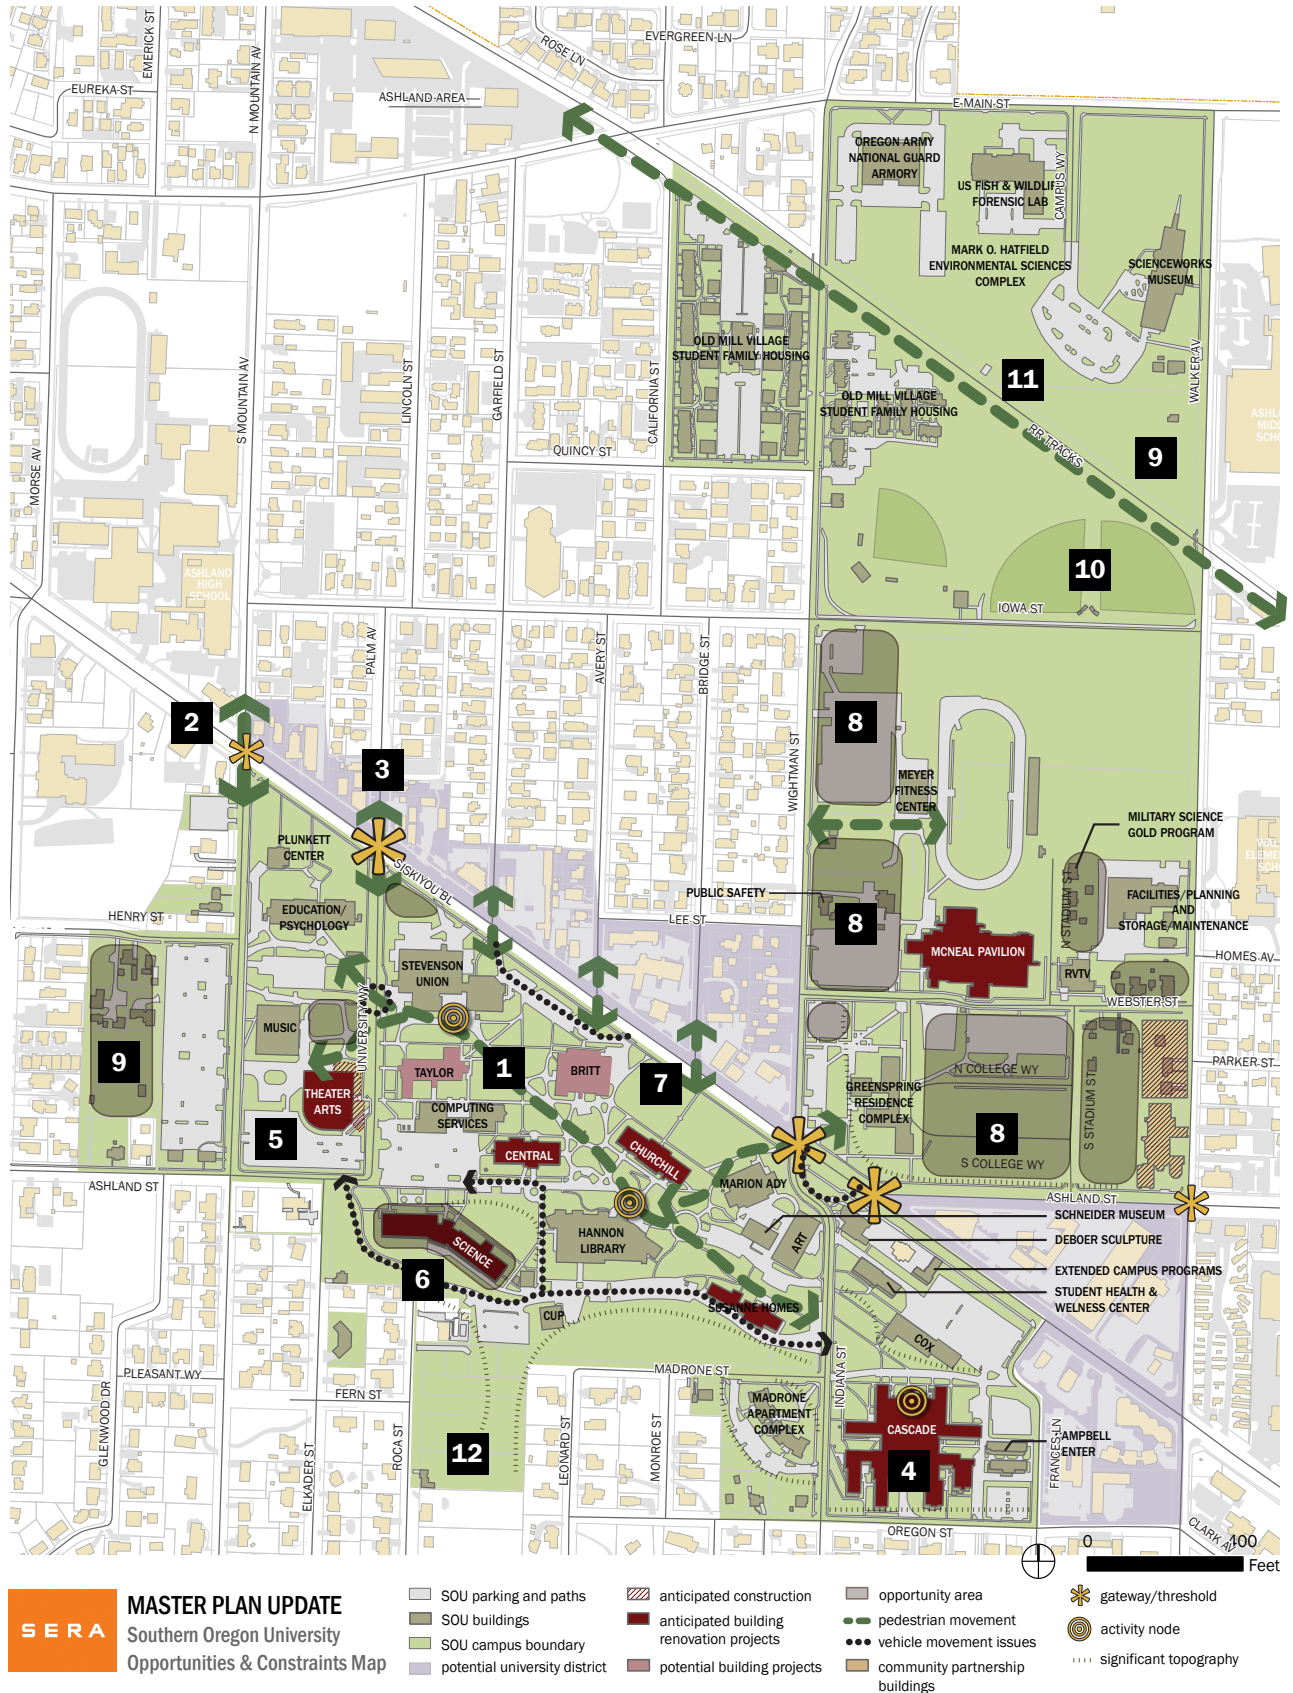 EMERICK ST
EUREKA ST
N MOUNTAIN AV
ROSE LN
EVERGREEN LN
ASHLAND AREA
E MAIN ST
OREGON ARMY
NATIONAL GUARD
ARMORY
US FISH & WILDLIF
FORENSIC LAB
CAMPUS WY
MARK O. HATFIELD
ENVIRONMENTAL SCIENCES
COMPLEX
SCIENCEWORKS
MUSEUM
OLD MILL VILLAGE
STUDENT FAMILY HOUSING
OLD MILL VILLAGE
STUDENT FAMILY HOUSING
11
WALKER AV
S MOUNTAIN AV
LINCOLN ST
GARFIELD ST
CALIFORNIA ST
QUINCY ST
MORSE AV
RR TRACKS
9
ASHLA
MIDD
SCHO
ASHLAND
HIGH
SCHOOL
10
IOWA ST
PALM AV
AVERY ST
BRIDGE ST
WIGHTMAN ST
2
3
8
MEYER
FITNESS
CENTER
MILITARY SCIENCE
GOLD PROGRAM
WAL
ELEME
SCH
PLUNKETT
CENTER
SISKIYOU BL
PUBLIC SAFETY
LEE ST
8
N STADIUM ST
FACILITIES/PLANNING
AND
STORAGE/MAINTENANCE
HENRY ST
EDUCATION/
PSYCHOLOGY
MCNEAL PAVILION
HOMES AV
STEVENSON
UNION
RVTV
WEBSTER ST
MUSIC
UNIVERSITY WY
9
1
TAYLOR
BRITT
7
N COLLEGE WY
PARKER ST
THEATER
ARTS
COMPUTING
SERVICES
GREENSPRING
RESIDENCE
COMPLEX
S STADIUM ST
5
8
CENTRAL
CHURCHILL
S COLLEGE WY
ASHLAND ST
MARION ADY
ASHLAND ST
SCHNEIDER MUSEUM
SCIENCE
HANNON
LIBRARY
ART
DEBOER SCULPTURE
6
EXTENDED CAMPUS PROGRAMS
STUDENT HEALTH &
WELNESS CENTER
CUP
SUSANNE HOMES
COX
PLEASANT WY
MADRONE ST
INDIANA ST
GLENWOOD DR
FERN ST
MADRONE
APARTMENT
COMPLEX
CASCADE
FRANCES LN
AMPBELL
ENTER
ELKADER ST
ROCA ST
12
LEONARD ST
MONROE ST
4
OREGON ST
CLARK AV
0
400
Feet
SERA
MASTER PLAN UPDATE
Southern Oregon University
Opportunities & Constraints Map
SOU parking and paths
SOU buildings
SOU campus boundary
potential university district
anticipated construction
anticipated building
renovation projects
potential building projects
opportunity area
pedestrian movement
vehicle movement issues
community partnership
buildings
gateway/threshold
activity node
significant topography